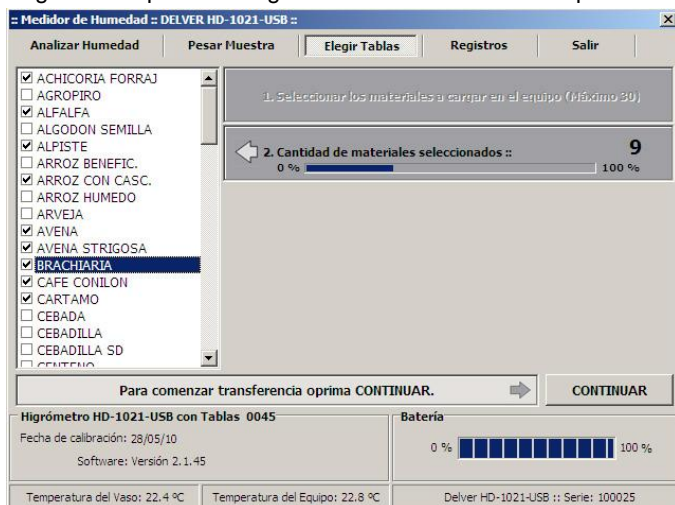 :: Medidor de Humedad :: DELVER HD-1021-USB ::
Analizar Humedad Pesar Muestra Elegir Tablas Registros Salir
ACHICORIA FORRAJ
AGROPIRO
ALFALFA
ALGODON SEMILLA
ALPISTE
ARROZ BENEFIC.
ARROZ CON CASC.
ARROZ HUMEDO
ARVEJA
AVENA
AVENA STRIGOSA
BRACHIARIA
CAFE CONILON
CARTAMO
CEBADA
CEBADILLA
CEBADILLA SD
CENTENO
1. Seleccionar los materiales a cargar en el equipo (Máximo 30)
2. Cantidad de materiales seleccionados :: 9
0 % 100 %
Para comenzar transferencia oprima CONTINUAR. CONTINUAR
Higrómetro HD-1021-USB con Tablas 0045
Fecha de calibración: 28/05/10
Software: Versión 2.1.45
Batería
0 % 100 %
Temperatura del Vaso: 22.4 ºC Temperatura del Equipo: 22.8 ºC Delver HD-1021-USB :: Serie: 100025